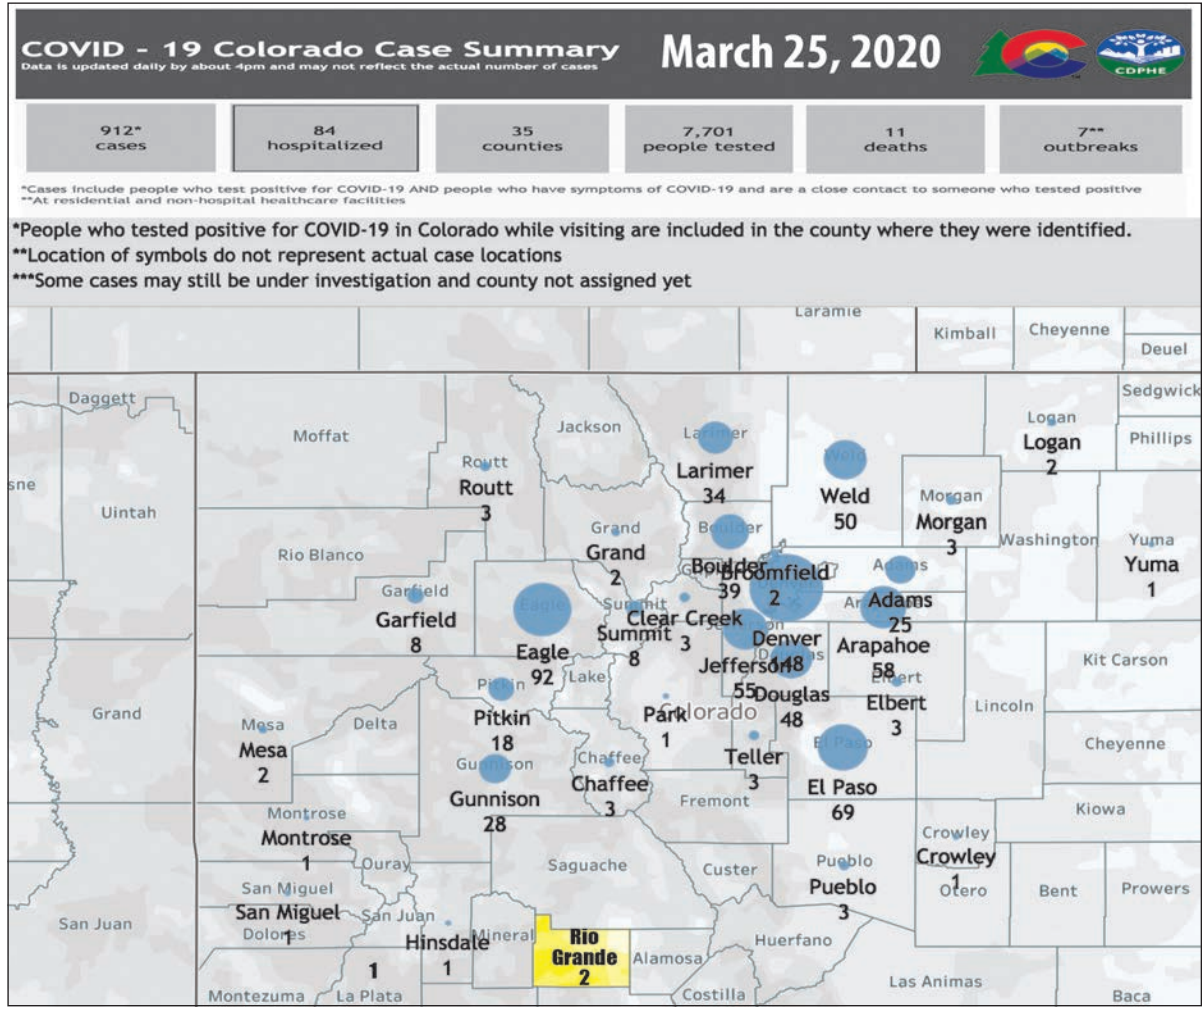 COVID - 19 Colorado Case Summary
Data is updated daily by about 4pm and may not reflect the actual number of cases
March 25, 2020
CDPHE
912*
cases
84
hospitalized
35
counties
7,701
people tested
11
deaths
7**
outbreaks
*Cases include people who test positive for COVID-19 AND people who have symptoms of COVID-19 and are a close contact to someone who tested positive
**At residential and non-hospital healthcare facilities
*People who tested positive for COVID-19 in Colorado while visiting are included in the county where they were identified.
**Location of symbols do not represent actual case locations
***Some cases may still be under investigation and county not assigned yet
Laramie
Kimball
Cheyenne
Deuel
Daggett
Sedgwick
Moffat
Jackson
Larimer
Larimer
34
Logan
Logan
2
Phillips
Routt
Routt
3
Weld
Weld
50
Morgan
Morgan
3
sne
Uintah
Rio Blanco
Grand
Grand
2
Boulder
Boulder
39
Broomfield
2
Washington
Yuma
Yuma
1
Garfield
Garfield
8
Eagle
Eagle
92
Summit
Summit
8
Clear Creek
3
Adams
Adams
25
Arapahoe
58
Denver
148
Jefferson
55
Douglas
Douglas
48
Elbert
Elbert
3
Kit Carson
Lincoln
Grand
Pitkin
Pitkin
18
Lake
Park
1
Colorado
Mesa
Mesa
2
Delta
Gunnison
Gunnison
28
Chaffee
Chaffee
3
Teller
3
El Paso
El Paso
69
Cheyenne
Kiowa
Fremont
Montrose
Montrose
1
Ouray
Saguache
Custer
Pueblo
Pueblo
3
Crowley
Crowley
1
Otero
Bent
Prowers
San Juan
San Miguel
San Miguel
1
Dolores
San Juan
Hinsdale
1
Mineral
Rio
Grande
2
Alamosa
Huerfano
Las Animas
Montezuma
1
La Plata
Costilla
Baca